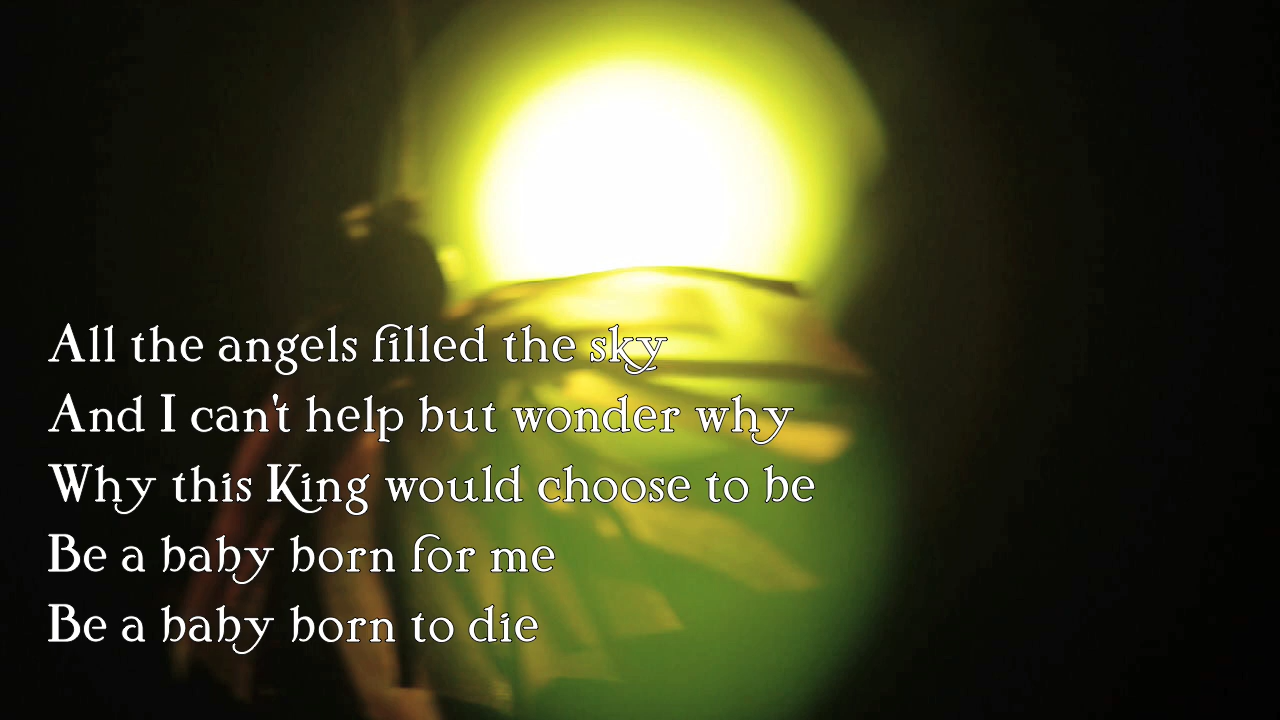 All the angels filled the sky
And I can't help but wonder why
Why this King would choose to be
Be a baby born for me
Be a baby born to die